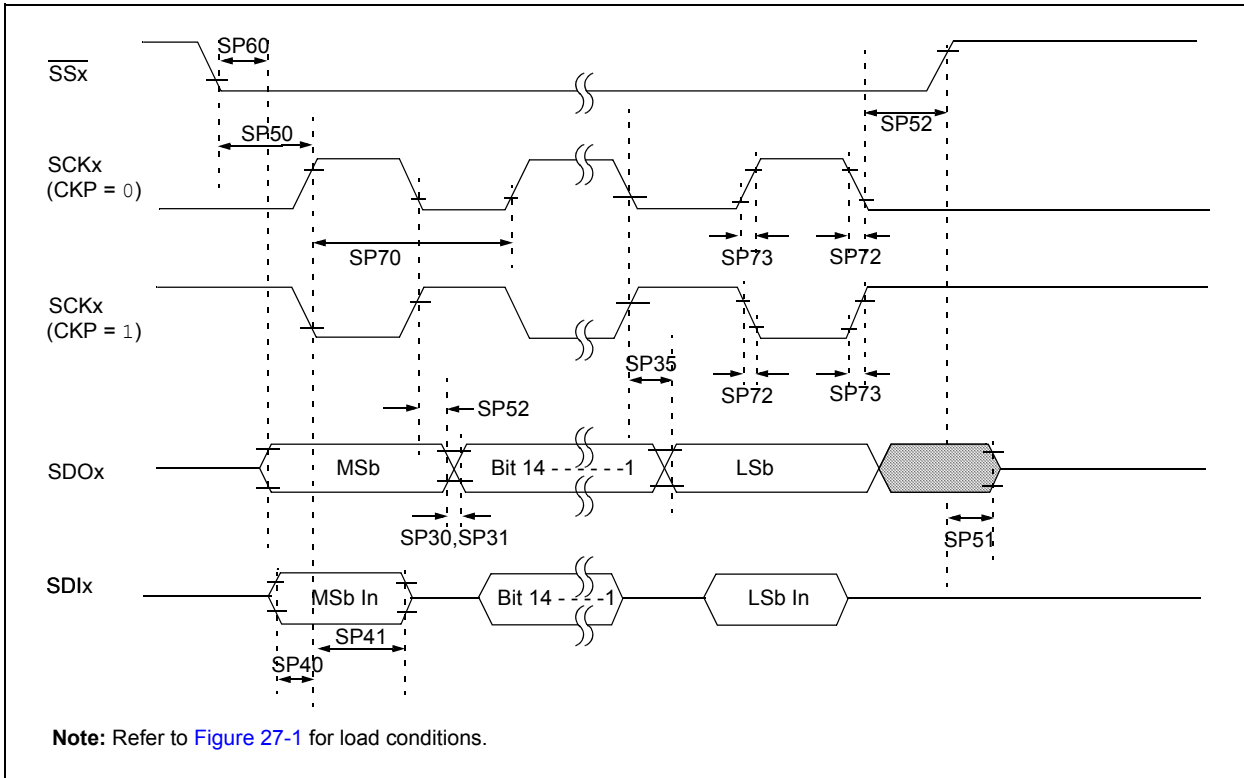 SP60
SSx
SP50
SP52
SCKx
(CKP = 0)
SP70
SP73
SP72
SCKx
(CKP = 1)
SP35
SP72
SP73
SP52
SDOx
MSb
Bit 14 - - - - - -1
LSb
SP30,SP31
SP51
SDIx
MSb In
Bit 14 - - - -1
LSb In
SP41
SP40
Note: Refer to Figure 27-1 for load conditions.